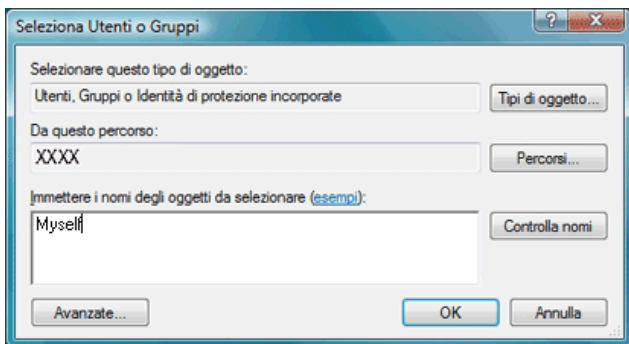 Seleziona Utenti o Gruppi
Selezionare questo tipo di oggetto:
Utenti, Gruppi o Identità di protezione incorporate
Tipi di oggetto...
Da questo percorso:
XXXX
Percorsi...
Immettere i nomi degli oggetti da selezionare (esempi):
Myself
Controlla nomi
Avanzate...
OK
Annulla